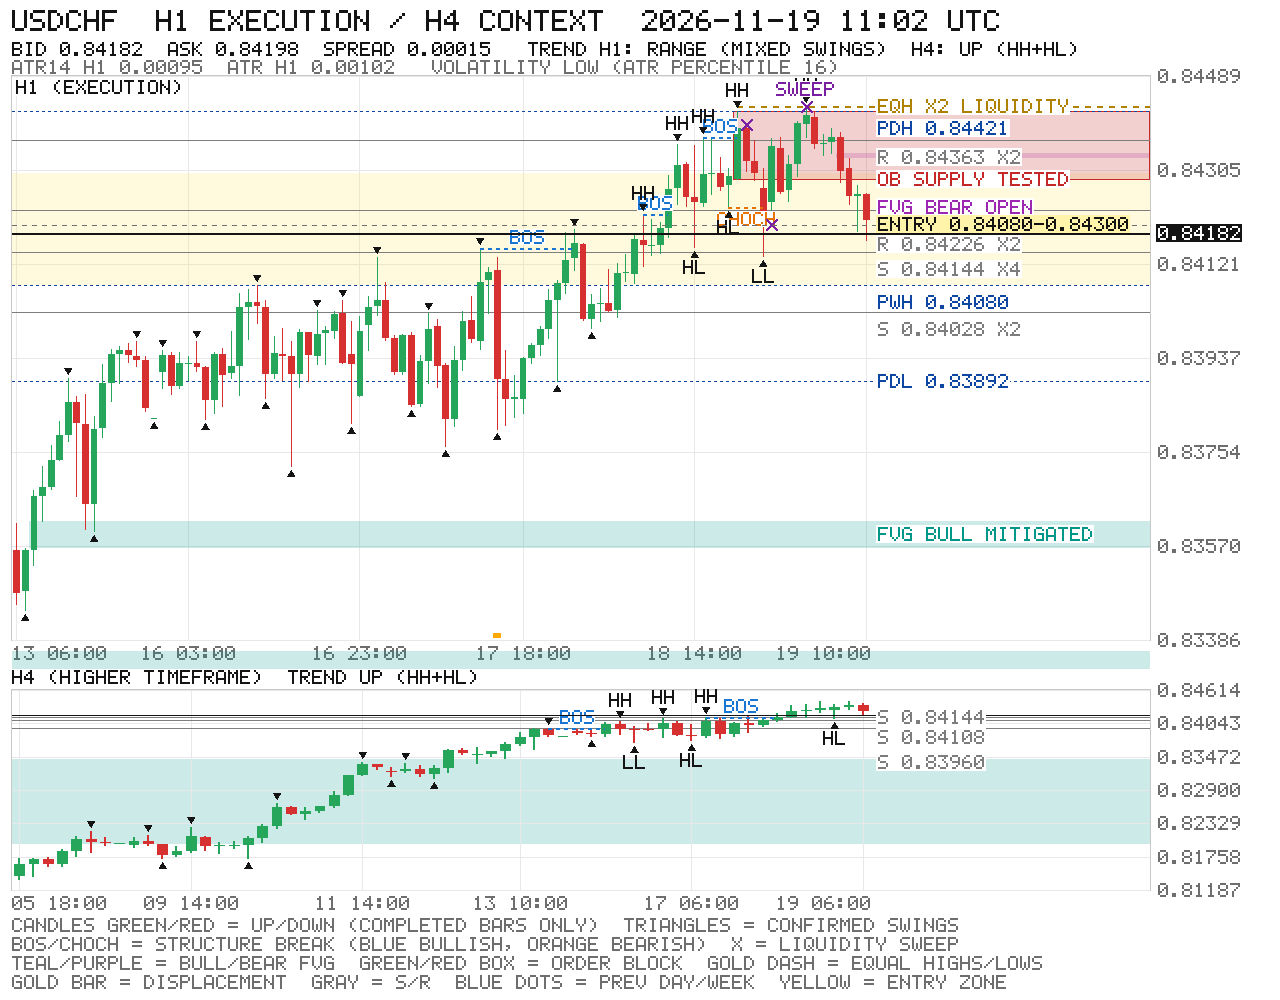 USDCHF  H1 EXECUTION / H4 CONTEXT  2026-11-19 11:02 UTC
BID 0.84182  ASK 0.84198  SPREAD 0.00015  TREND H1: RANGE (MIXED SWINGS)  H4: UP (HH+HL)
ATR14 H1 0.00095  ATR H1 0.00102  VOLATILITY LOW (ATR PERCENTILE 16)
H1 (EXECUTION)
0.84489
HH
SWEEP
EQH X2 LIQUIDITY
HH
HH
BOS
PDH 0.84421
R 0.84363 X2
0.84305
OB SUPPLY TESTED
HH
BOS
FVG BEAR OPEN
CHOCH
HL
ENTRY 0.84080-0.84300
0.84182
BOS
R 0.84226 X2
HL
LL
S 0.84144 X4
0.84121
PWH 0.84080
S 0.84028 X2
0.83937
PDL 0.83892
0.83754
FVG BULL MITIGATED
0.83570
0.83386
13 06:00
16 03:00
16 23:00
17 18:00
18 14:00
19 10:00
H4 (HIGHER TIMEFRAME)  TREND UP (HH+HL)
0.84614
HH
HH
HH
BOS
BOS
S 0.84144
0.84043
S 0.84108
HL
LL
HL
S 0.83960
0.83472
0.82900
0.82329
0.81758
0.81187
05 18:00
09 14:00
11 14:00
13 10:00
17 06:00
19 06:00
CANDLES GREEN/RED = UP/DOWN (COMPLETED BARS ONLY)  TRIANGLES = CONFIRMED SWINGS
BOS/CHOCH = STRUCTURE BREAK (BLUE BULLISH, ORANGE BEARISH)  X = LIQUIDITY SWEEP
TEAL/PURPLE = BULL/BEAR FVG  GREEN/RED BOX = ORDER BLOCK  GOLD DASH = EQUAL HIGHS/LOWS
GOLD BAR = DISPLACEMENT  GRAY = S/R  BLUE DOTS = PREV DAY/WEEK  YELLOW = ENTRY ZONE